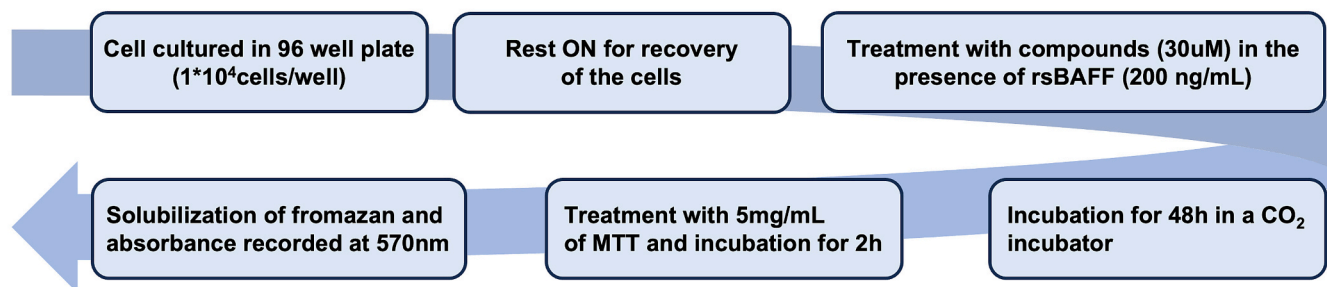 Cell cultured in 96 well plate
(1*10⁴cells/well)
Rest ON for recovery
of the cells
Treatment with compounds (30uM) in the
presence of rsBAFF (200 ng/mL)
Incubation for 48h in a CO₂
incubator
Treatment with 5mg/mL
of MTT and incubation for 2h
Solubilization of fromazan and
absorbance recorded at 570nm